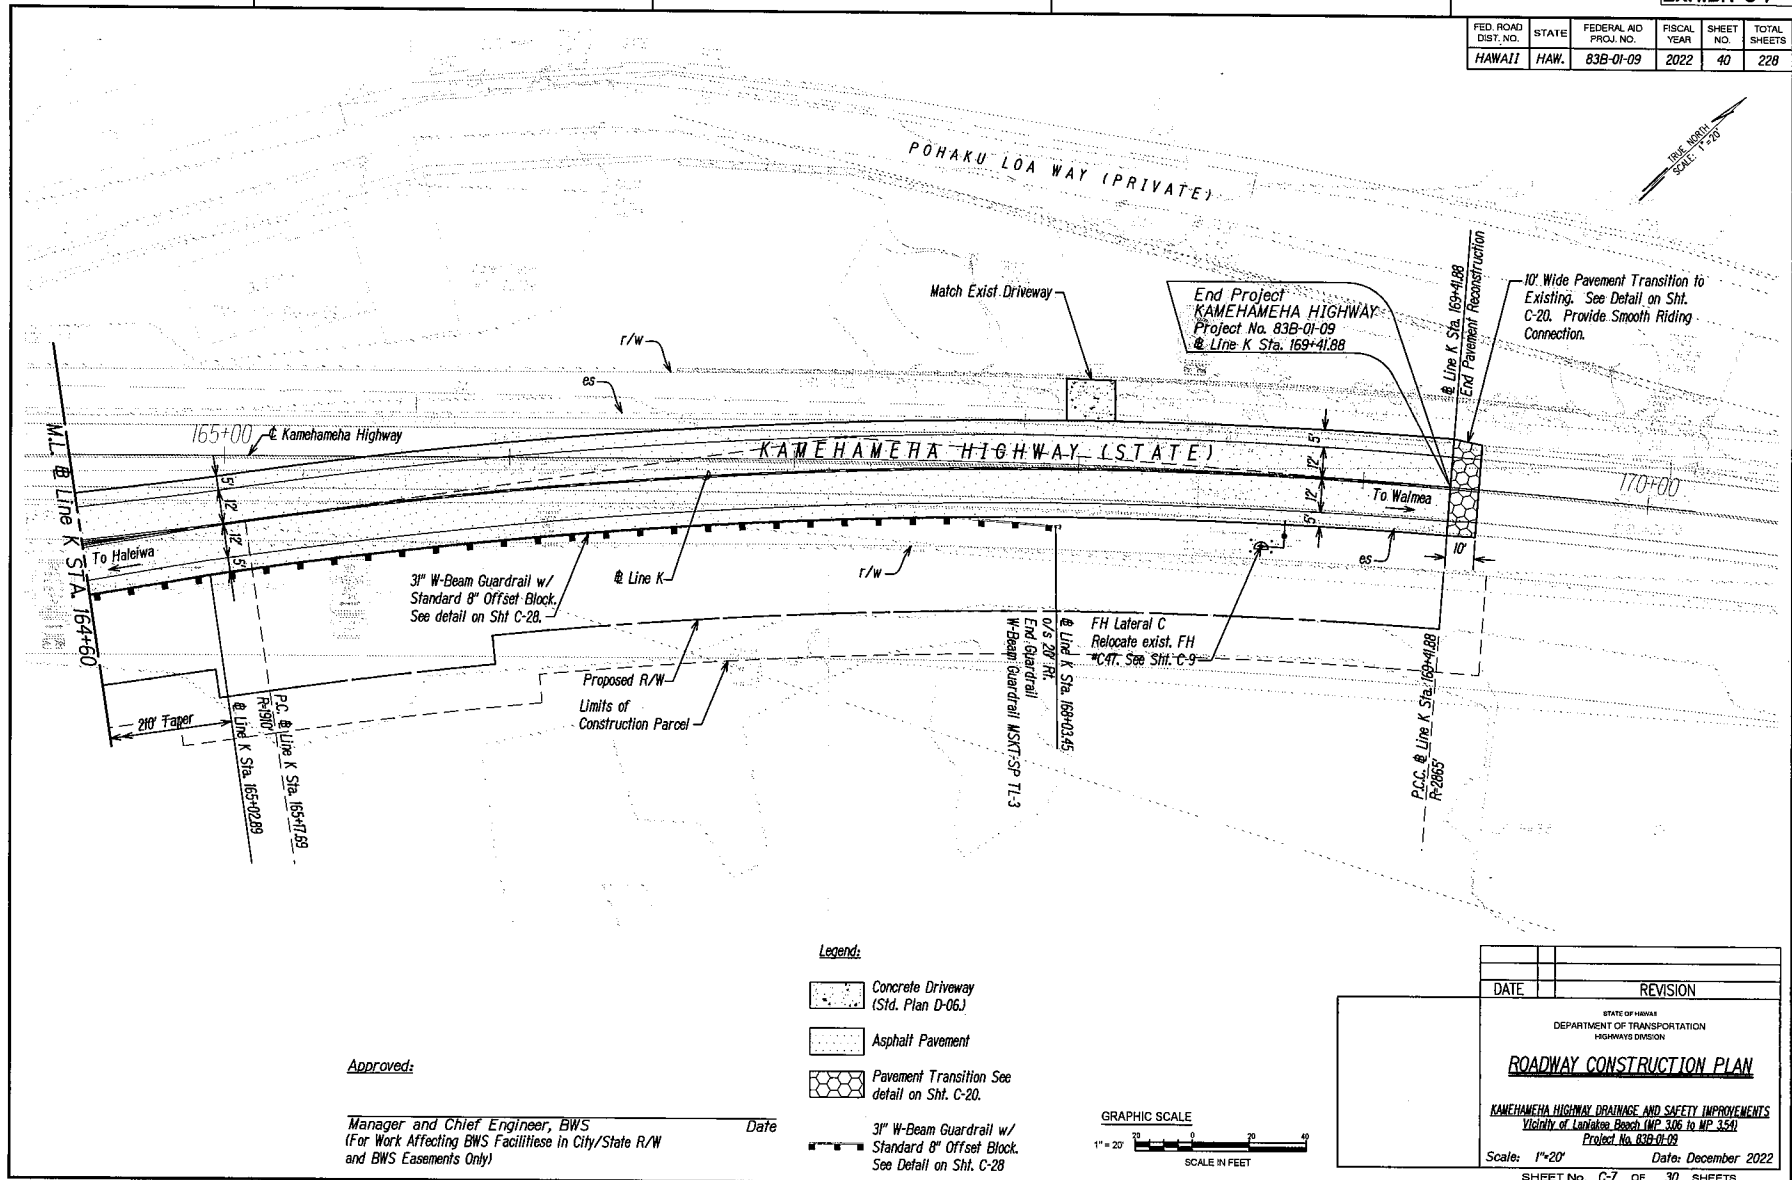 FED. ROAD DIST. NO.
STATE
FEDERAL AID PROJ. NO.
FISCAL YEAR
SHEET NO.
TOTAL SHEETS
HAWAII
HAW.
83B-01-09
2022
40
228
TRUE NORTH
SCALE: 1"=20'
POHAKU LOA WAY (PRIVATE)
Match Exist Driveway
End Project
KAMEHAMEHA HIGHWAY
Project No. 83B-01-09
℄ Line K Sta. 169+41.88
℄ Line K Sta. 169+41.88
End Pavement Reconstruction
10' Wide Pavement Transition to
Existing. See Detail on Sht.
C-20. Provide Smooth Riding
Connection.
r/w
es
165+00
℄ Kamehameha Highway
KAMEHAMEHA HIGHWAY (STATE)
170+00
M.L. ℄ Line K STA. 164+60
5'
12'
12'
5'
5'
12'
12'
5'
To Waimea
To Haleiwa
10'
31" W-Beam Guardrail w/
Standard 8" Offset Block.
See detail on Sht C-28.
℄ Line K
r/w
es
Proposed R/W
Limits of
Construction Parcel
℄ Line K Sta. 168+03.45
o/s 20' Rt.
End Guardrail
W-Beam Guardrail MSKT-SP TL-3
FH Lateral C
Relocate exist. FH
#C47. See Sht. C-9
P.C.C. ℄ Line K Sta. 169+41.88
R=2865'
210' Taper
P.C. ℄ Line K Sta. 165+17.69
R=1910'
℄ Line K Sta. 165+02.89
Legend:
Concrete Driveway
(Std. Plan D-06.)
Asphalt Pavement
Pavement Transition See
detail on Sht. C-20.
31" W-Beam Guardrail w/
Standard 8" Offset Block.
See Detail on Sht. C-28
Approved:
Manager and Chief Engineer, BWS Date
(For Work Affecting BWS Facilitiese in City/State R/W
and BWS Easements Only)
GRAPHIC SCALE
1" = 20'
20 10 0 20 40
SCALE IN FEET
DATE REVISION
STATE OF HAWAII
DEPARTMENT OF TRANSPORTATION
HIGHWAYS DIVISION
ROADWAY CONSTRUCTION PLAN
KAMEHAMEHA HIGHWAY DRAINAGE AND SAFETY IMPROVEMENTS
Vicinity of Laniakea Beach (MP 3.06 to MP 3.54)
Project No. 83B-01-09
Scale: 1"=20' Date: December 2022
SHEET No. C-7 OF 30 SHEETS